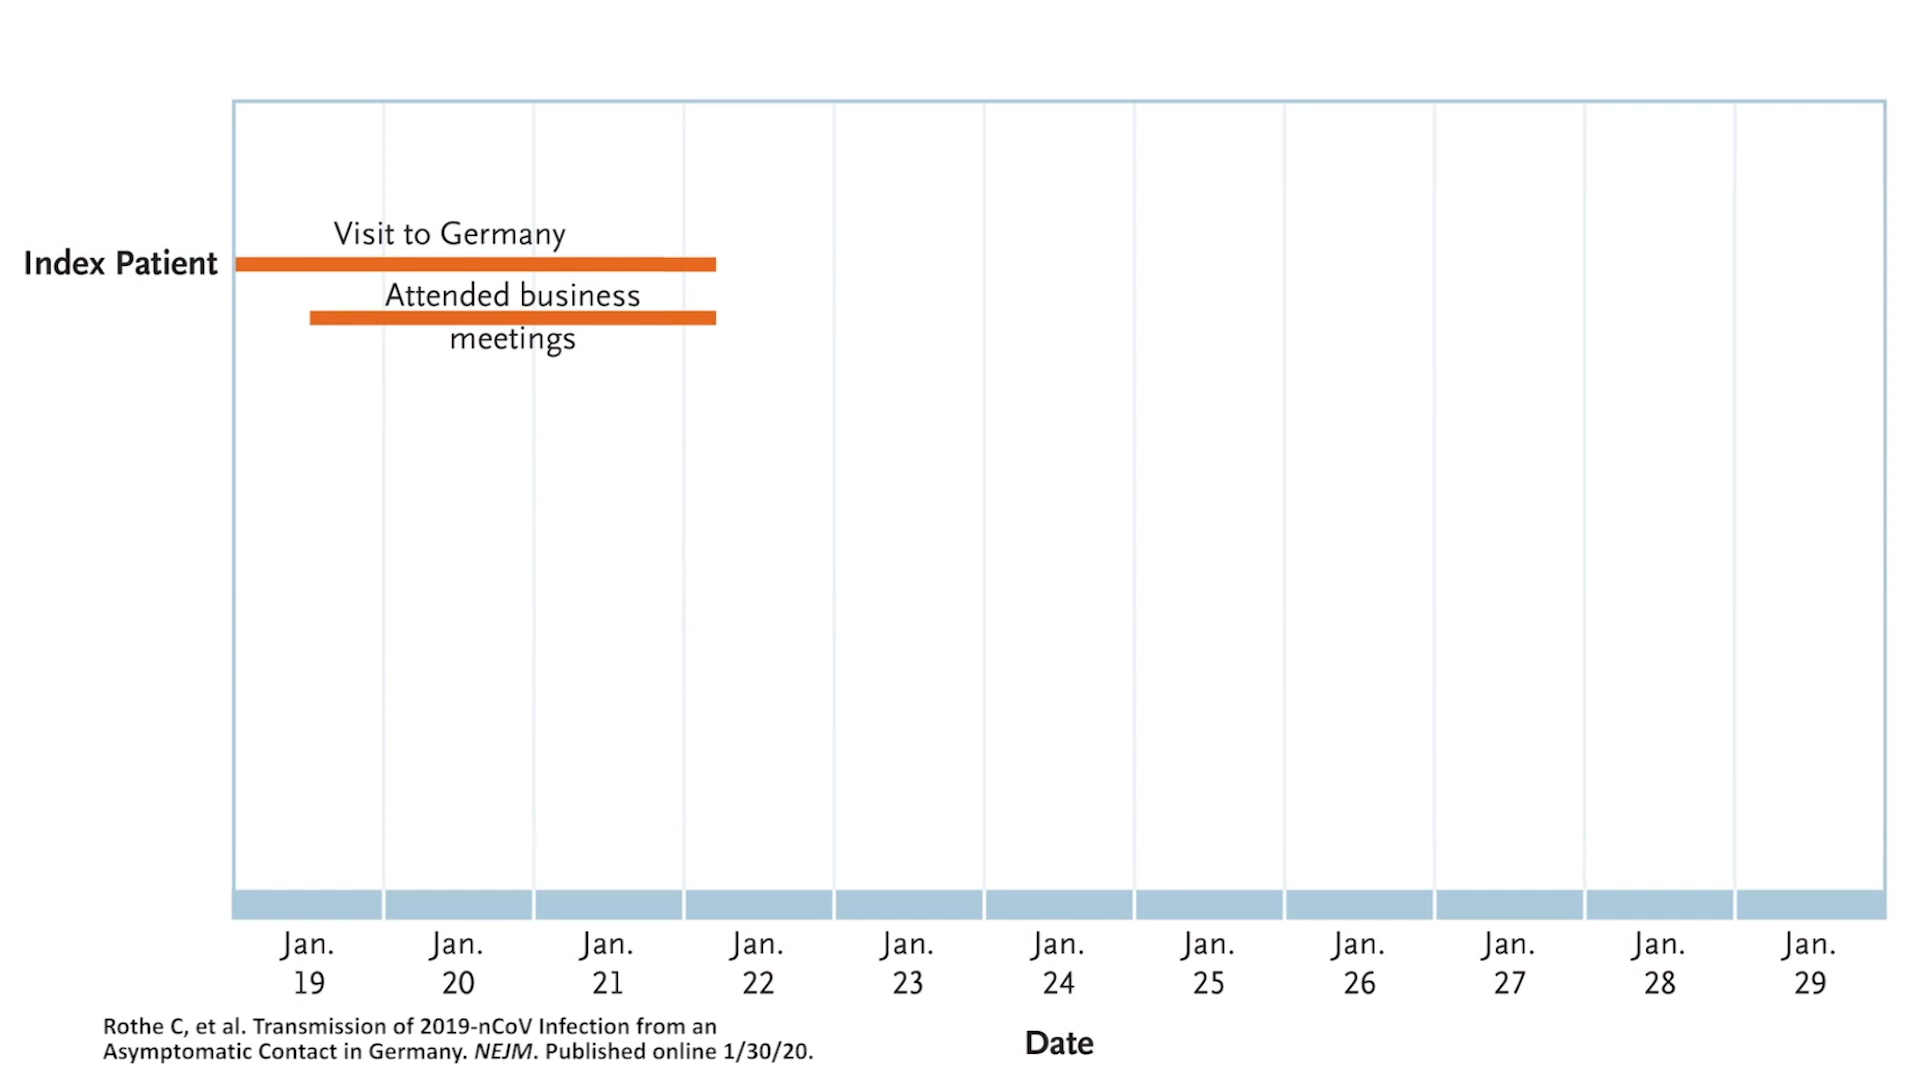 Visit to Germany
Index Patient
Attended business
meetings
Jan. Jan. Jan. Jan. Jan. Jan. Jan. Jan. Jan. Jan. Jan.
19 20 21 22 23 24 25 26 27 28 29
Date
Rothe C, et al. Transmission of 2019-nCoV Infection from an
Asymptomatic Contact in Germany. NEJM. Published online 1/30/20.